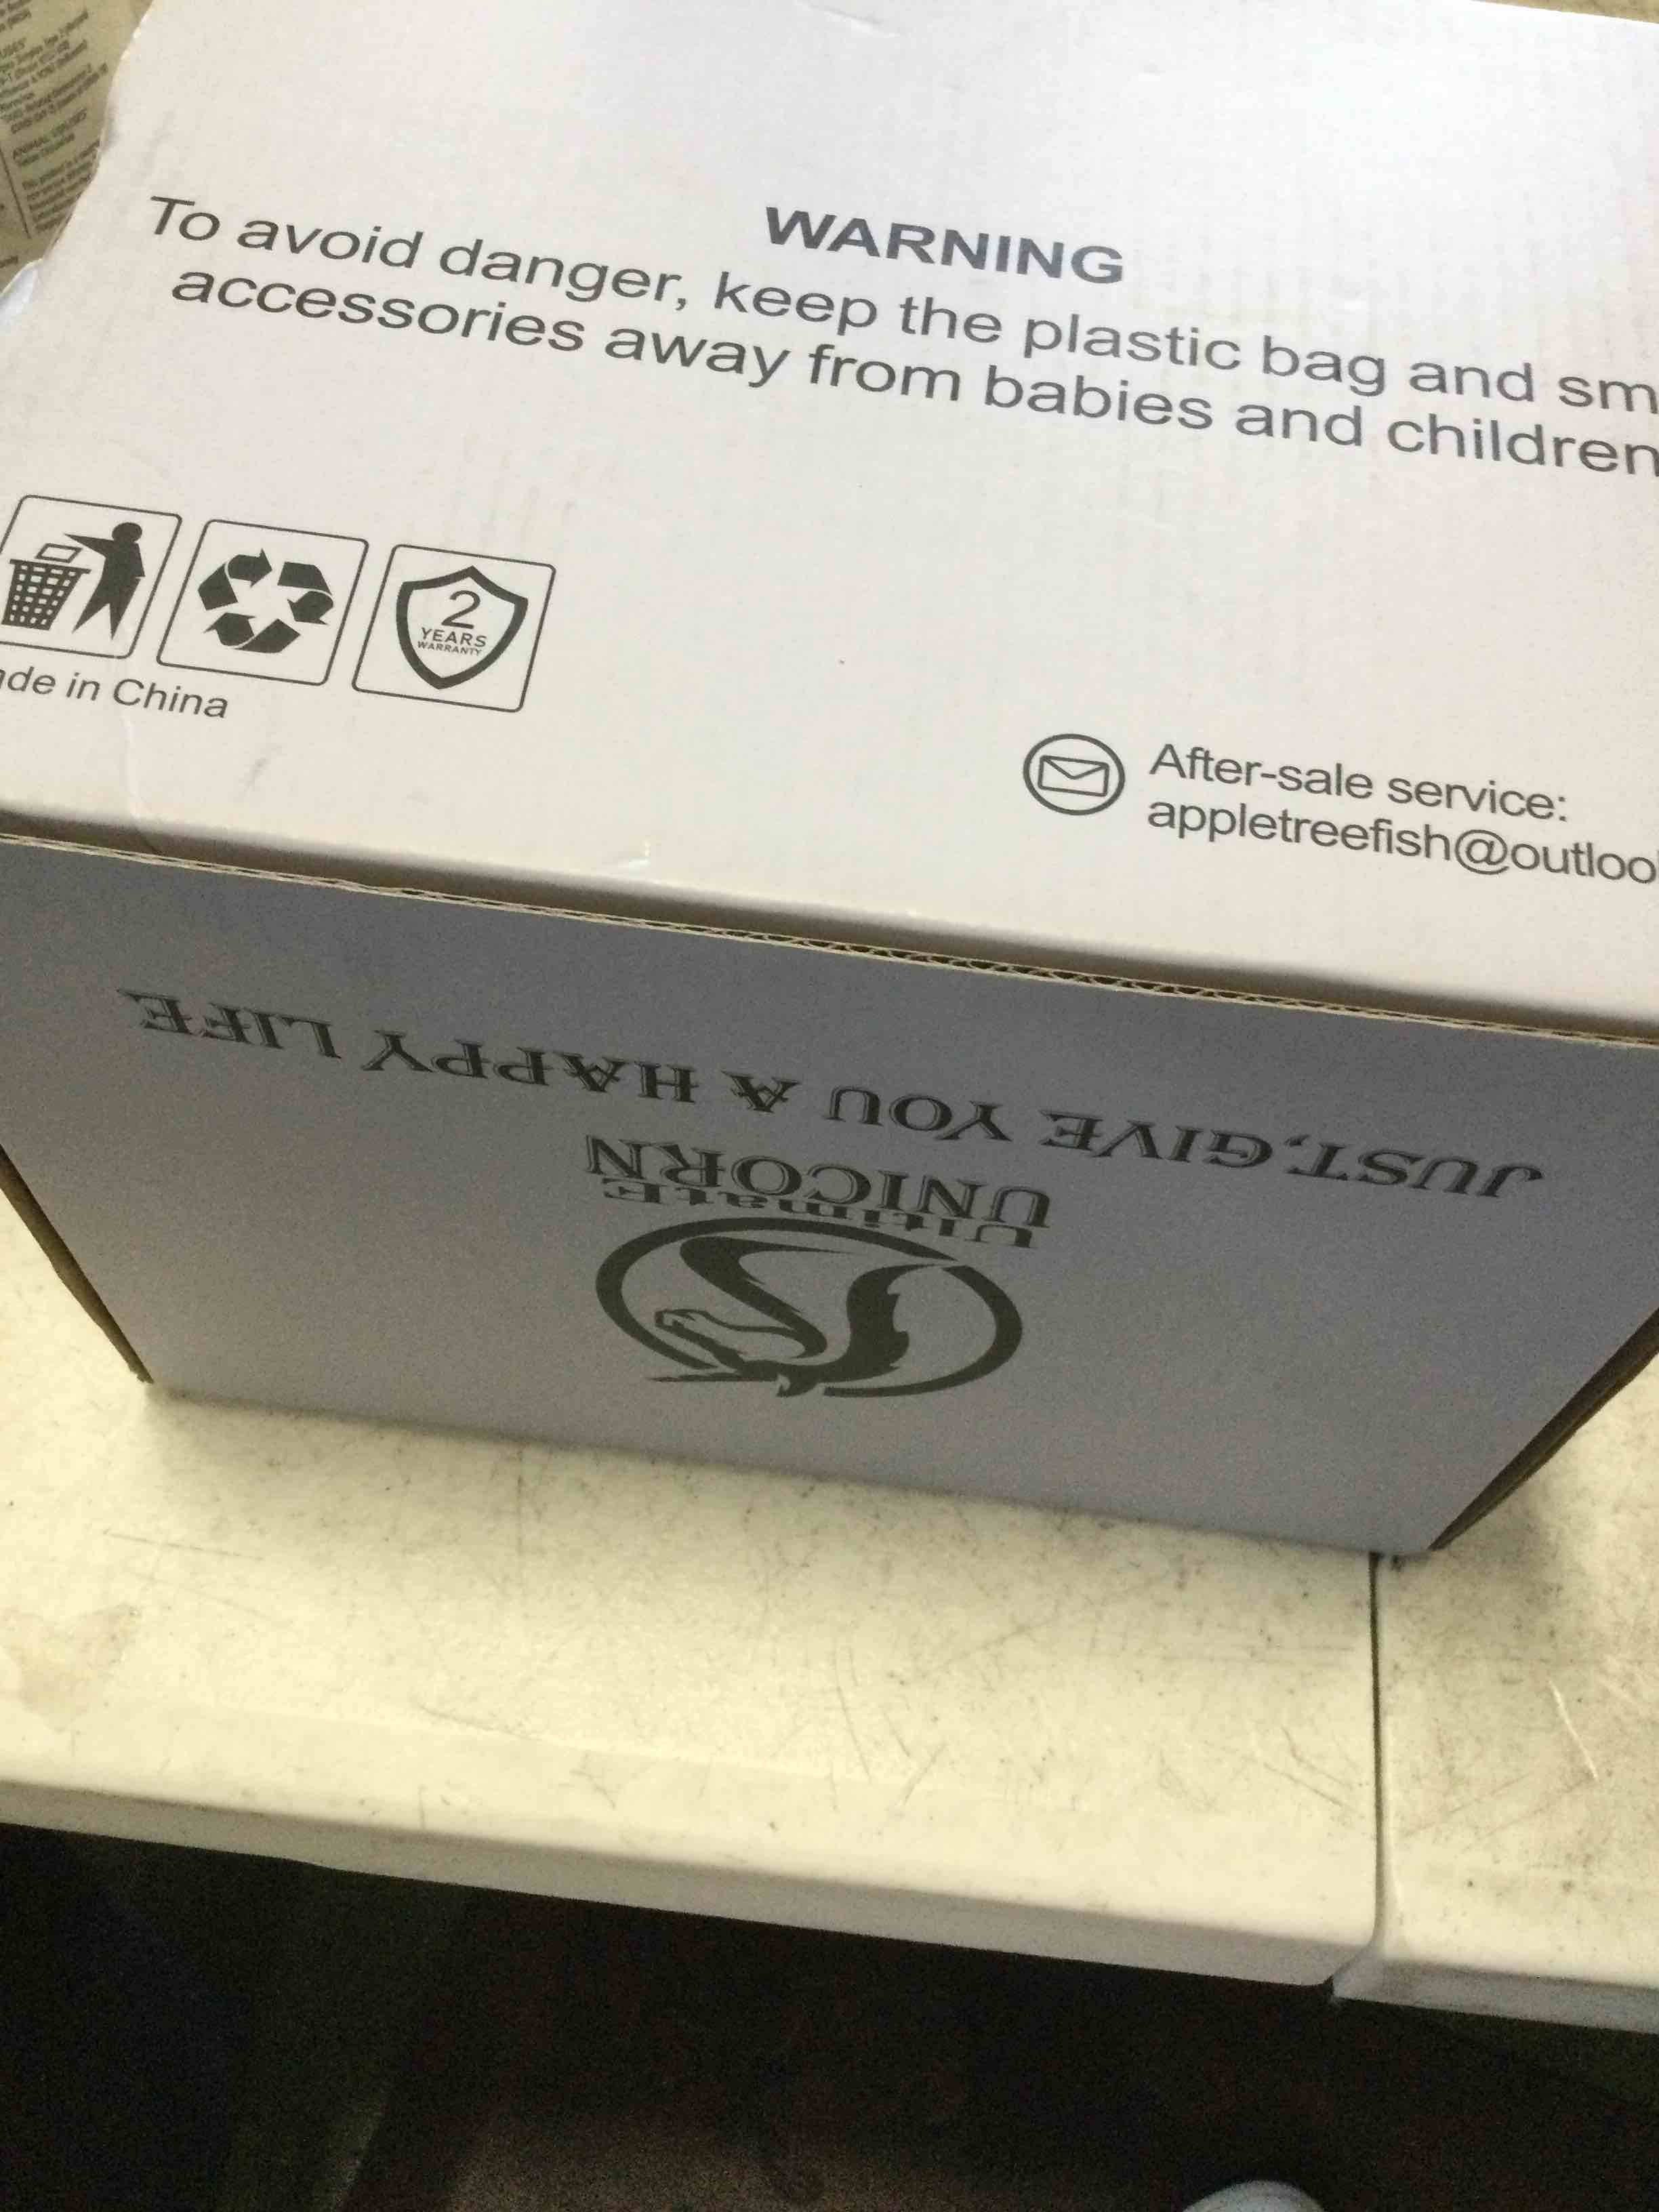 WARNING
To avoid danger, keep the plastic bag and sm
accessories away from babies and children
2
YEARS
WARRANTY
de in China
After-sale service:
appletreefish@outloo
Ultimate
UNICORN
JUST,GIVE YOU A HAPPY LIFE